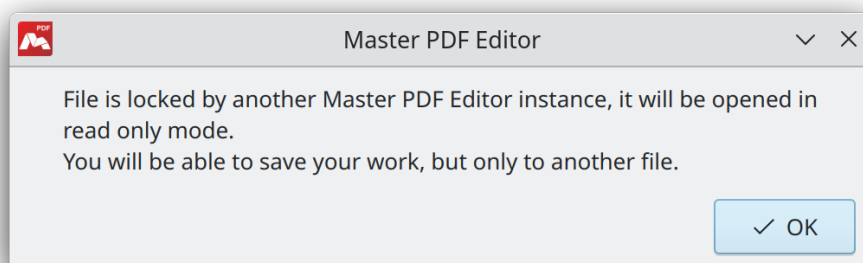 PDF
Master PDF Editor
File is locked by another Master PDF Editor instance, it will be opened in
read only mode.
You will be able to save your work, but only to another file.
OK